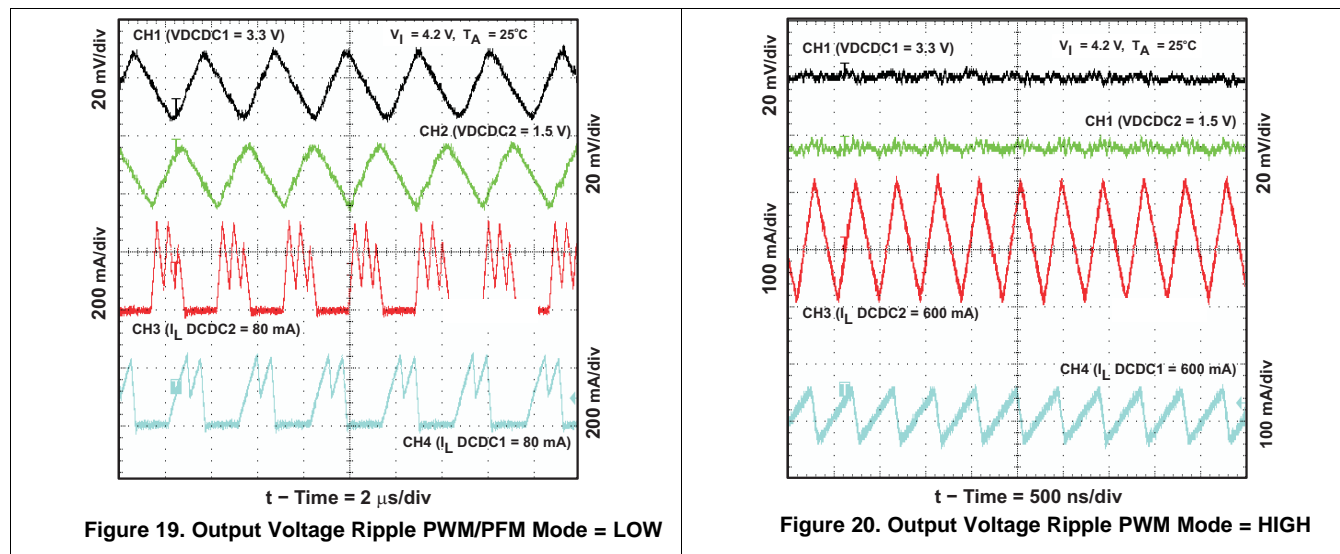 CH1 (VDCDC1 = 3.3 V)
V_I = 4.2 V, T_A = 25°C
20 mV/div
CH2 (VDCDC2 = 1.5 V)
20 mV/div
200 mA/div
CH3 (I_L DCDC2 = 80 mA)
200 mA/div
CH4 (I_L DCDC1 = 80 mA)
t − Time = 2 µs/div
Figure 19. Output Voltage Ripple PWM/PFM Mode = LOW
CH1 (VDCDC1 = 3.3 V)
V_I = 4.2 V, T_A = 25°C
20 mV/div
CH1 (VDCDC2 = 1.5 V)
20 mV/div
100 mA/div
CH3 (I_L DCDC2 = 600 mA)
CH4 (I_L DCDC1 = 600 mA)
100 mA/div
t − Time = 500 ns/div
Figure 20. Output Voltage Ripple PWM Mode = HIGH